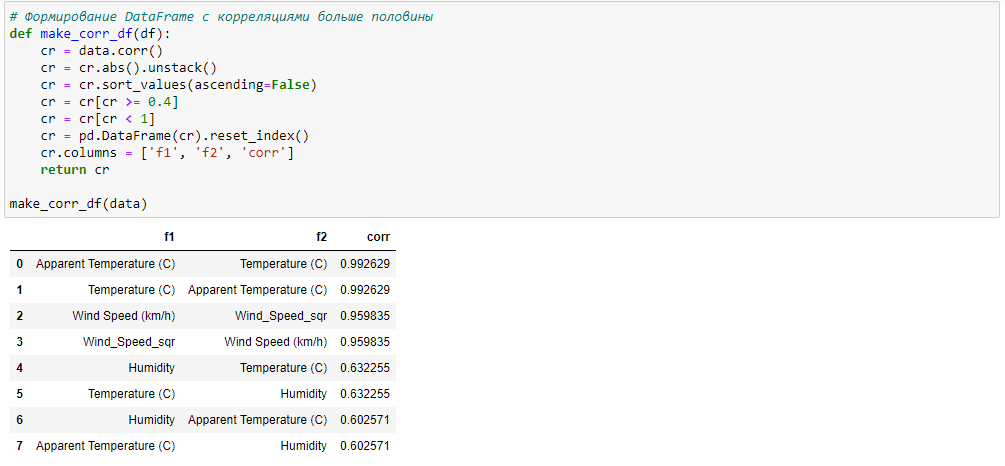 # Формирование DataFrame с корреляциями больше половины
def make_corr_df(df):
    cr = data.corr()
    cr = cr.abs().unstack()
    cr = cr.sort_values(ascending=False)
    cr = cr[cr >= 0.4]
    cr = cr[cr < 1]
    cr = pd.DataFrame(cr).reset_index()
    cr.columns = ['f1', 'f2', 'corr']
    return cr

make_corr_df(data)
f1 f2 corr
0 Apparent Temperature (C) Temperature (C) 0.992629
1 Temperature (C) Apparent Temperature (C) 0.992629
2 Wind Speed (km/h) Wind_Speed_sqr 0.959835
3 Wind_Speed_sqr Wind Speed (km/h) 0.959835
4 Humidity Temperature (C) 0.632255
5 Temperature (C) Humidity 0.632255
6 Humidity Apparent Temperature (C) 0.602571
7 Apparent Temperature (C) Humidity 0.602571